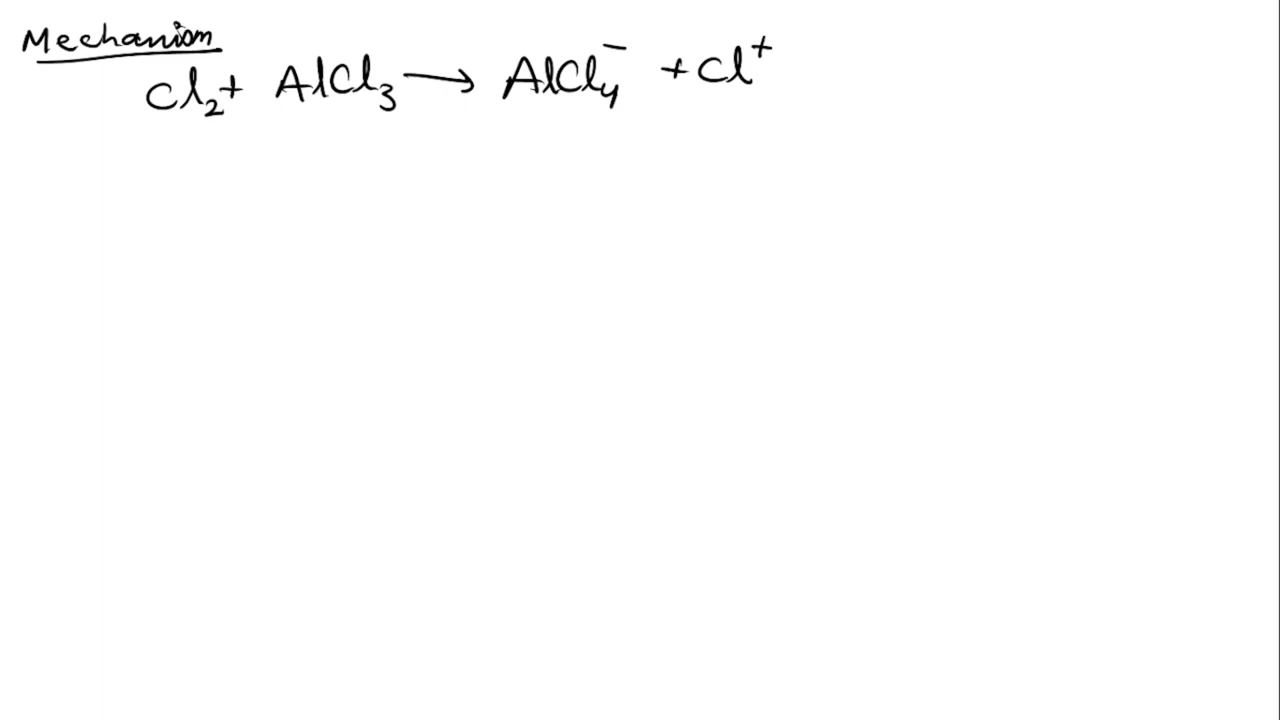 Mechanism
Cl₂ + AlCl₃ → AlCl₄⁻ + Cl⁺